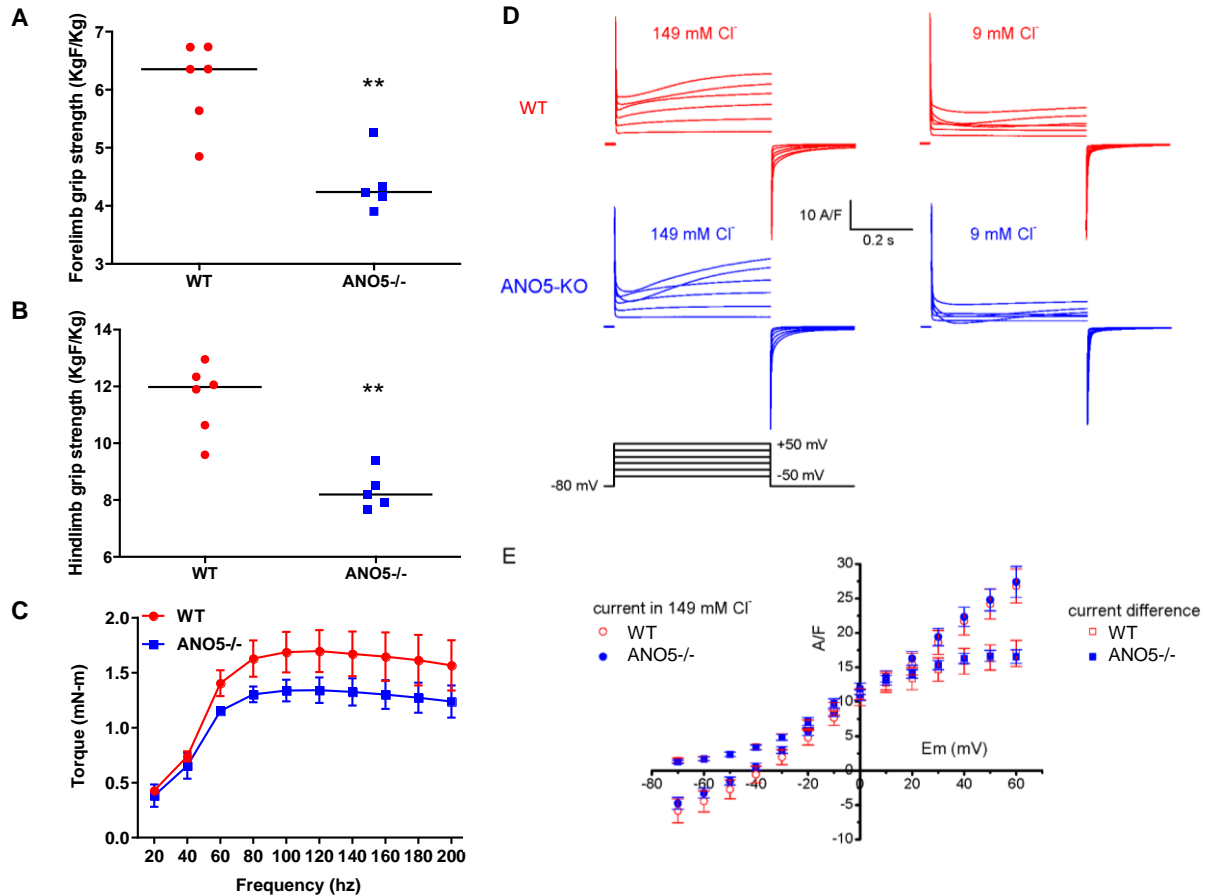 A
Forelimb grip strength (KgF/Kg)
7
6
5
4
3
**
WT
ANO5-/-
B
Hindlimb grip strength (KgF/Kg)
14
12
10
8
6
**
WT
ANO5-/-
C
WT
ANO5-/-
Torque (mN-m)
2.0
1.5
1.0
0.5
0.0
20 40 60 80 100 120 140 160 180 200
Frequency (hz)
D
149 mM Cl-
9 mM Cl-
WT
10 A/F
0.2 s
149 mM Cl-
9 mM Cl-
ANO5-KO
+50 mV
-50 mV
-80 mV
E
current in 149 mM Cl-
WT
ANO5-/-
current difference
WT
ANO5-/-
A/F
30
25
20
15
10
5
0
-5
-10
Em (mV)
-80 -60 -40 -20 0 20 40 60